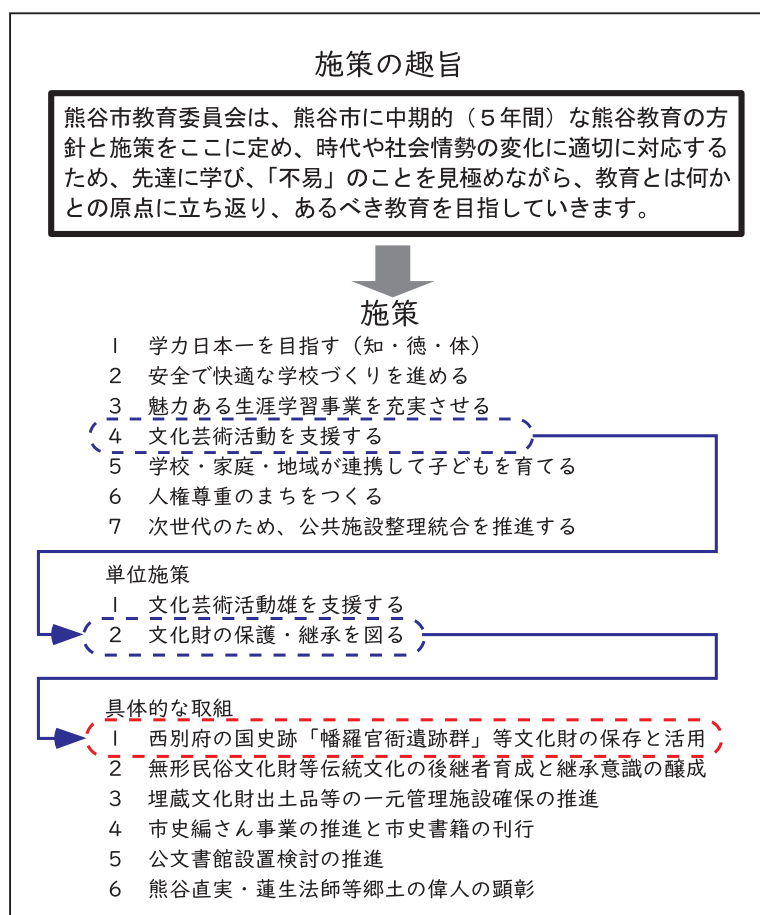 施策の趣旨
熊谷市教育委員会は、熊谷市に中期的（５年間）な熊谷教育の方
針と施策をここに定め、時代や社会情勢の変化に適切に対応する
ため、先達に学び、「不易」のことを見極めながら、教育とは何か
との原点に立ち返り、あるべき教育を目指していきます。
施策
1 学力日本一を目指す（知・徳・体）
2 安全で快適な学校づくりを進める
3 魅力ある生涯学習事業を充実させる
4 文化芸術活動を支援する
5 学校・家庭・地域が連携して子どもを育てる
6 人権尊重のまちをつくる
7 次世代のため、公共施設整理統合を推進する
単位施策
1 文化芸術活動雄を支援する
2 文化財の保護・継承を図る
具体的な取組
1 西別府の国史跡「幡羅官衙遺跡群」等文化財の保存と活用
2 無形民俗文化財等伝統文化の後継者育成と継承意識の醸成
3 埋蔵文化財出土品等の一元管理施設確保の推進
4 市史編さん事業の推進と市史書籍の刊行
5 公文書館設置検討の推進
6 熊谷直実・蓮生法師等郷土の偉人の顕彰